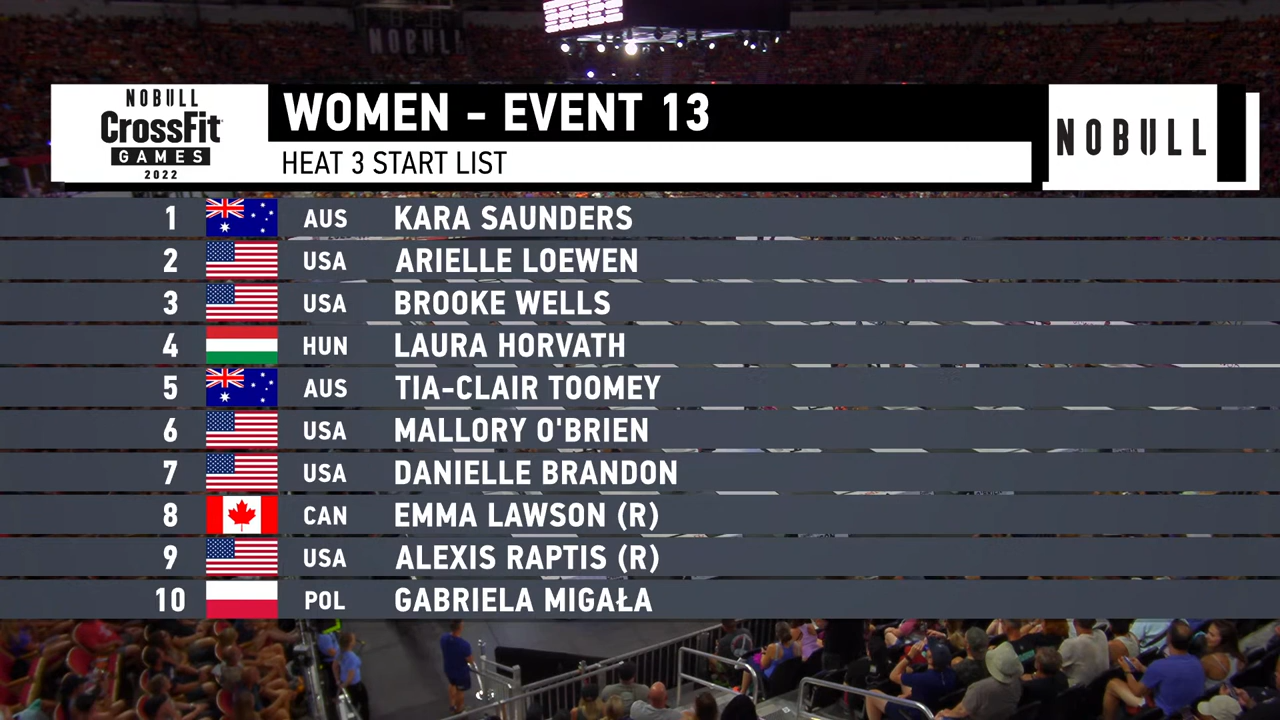 NOBULL
NOBULL
CrossFit
GAMES
2022
WOMEN - EVENT 13
HEAT 3 START LIST
NOBULL
1 AUS KARA SAUNDERS
2 USA ARIELLE LOEWEN
3 USA BROOKE WELLS
4 HUN LAURA HORVATH
5 AUS TIA-CLAIR TOOMEY
6 USA MALLORY O'BRIEN
7 USA DANIELLE BRANDON
8 CAN EMMA LAWSON (R)
9 USA ALEXIS RAPTIS (R)
10 POL GABRIELA MIGAŁA